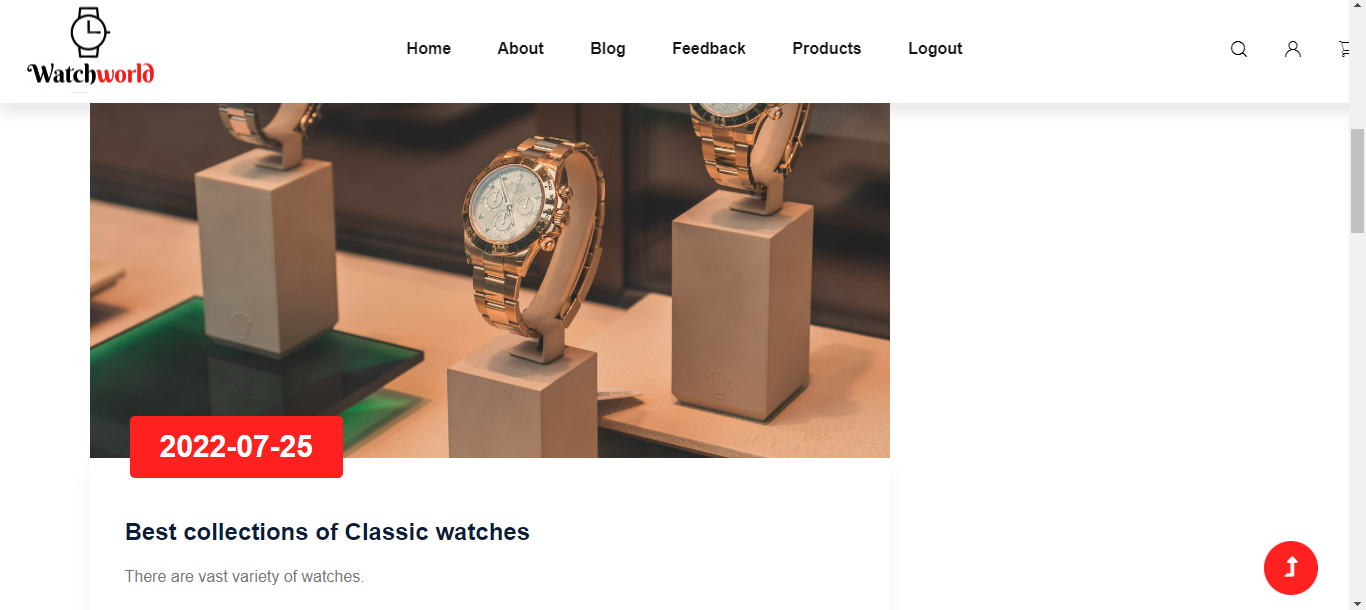 Watchworld
Home About Blog Feedback Products Logout
2022-07-25
Best collections of Classic watches
There are vast variety of watches.